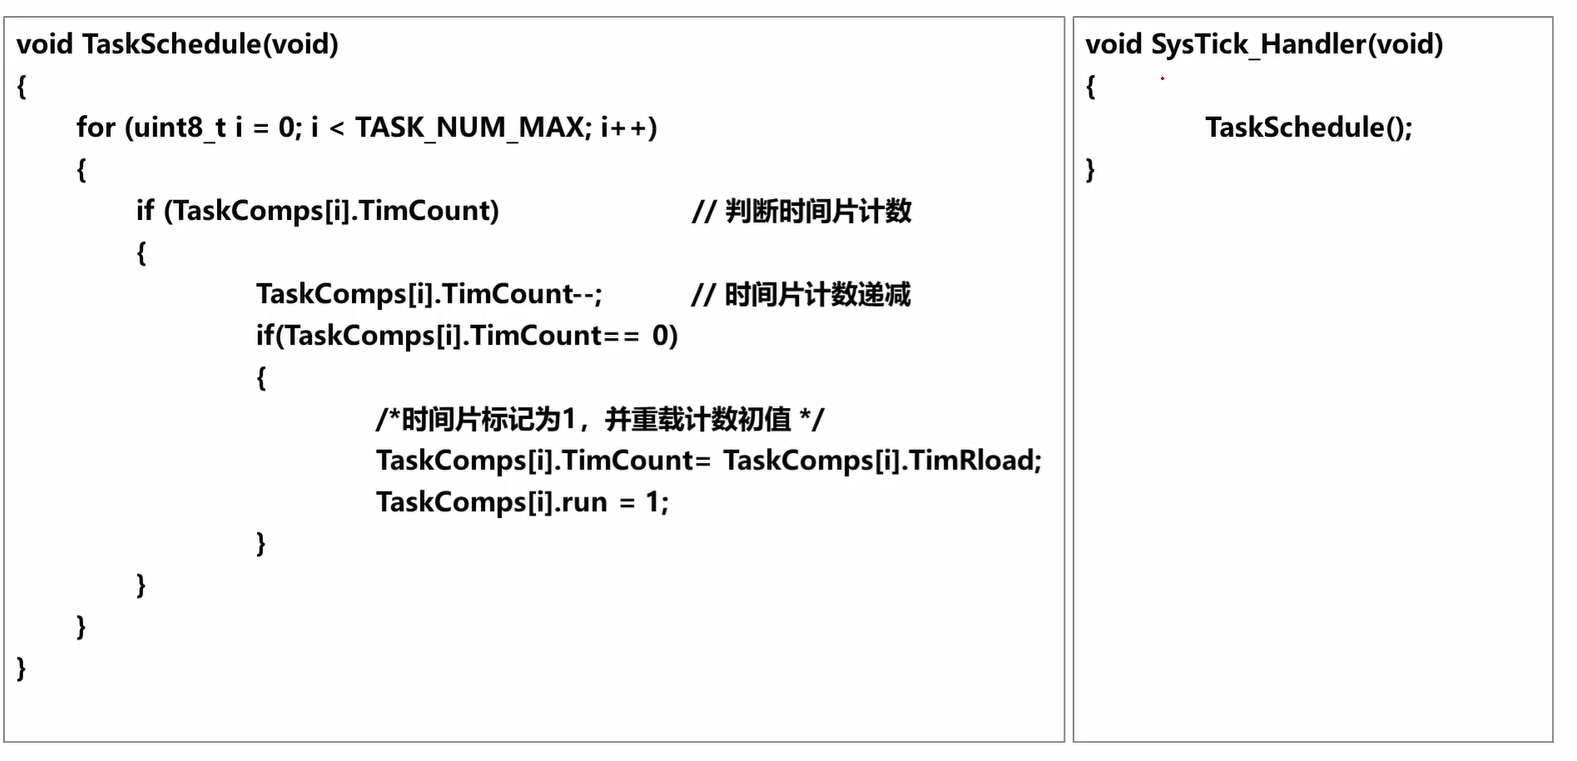 void TaskSchedule(void)
{
for (uint8_t i = 0; i < TASK_NUM_MAX; i++)
{
if (TaskComps[i].TimCount) // 判断时间片计数
{
TaskComps[i].TimCount--; // 时间片计数递减
if(TaskComps[i].TimCount== 0)
{
/*时间片标记为1，并重载计数初值 */
TaskComps[i].TimCount= TaskComps[i].TimRload;
TaskComps[i].run = 1;
}
}
}
}
void SysTick_Handler(void)
{
TaskSchedule();
}